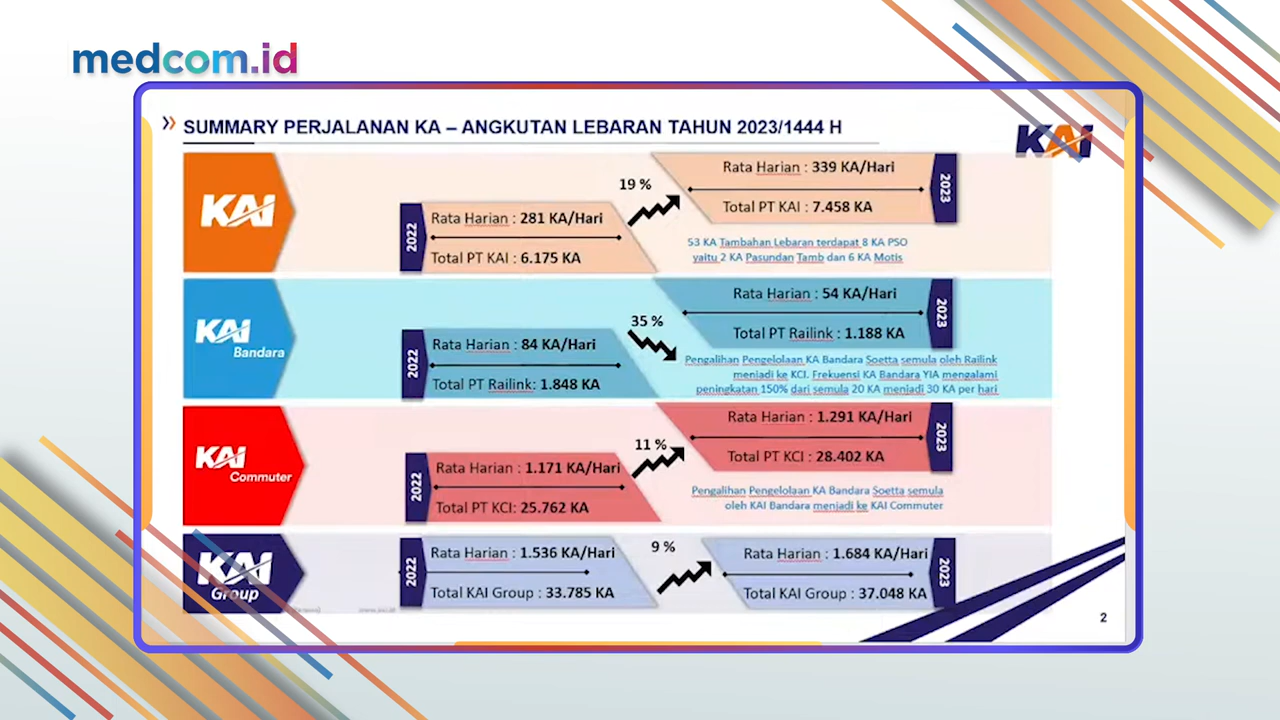 medcom.id
SUMMARY PERJALANAN KA – ANGKUTAN LEBARAN TAHUN 2023/1444 H
KAI
KAI
2022
Rata Harian : 281 KA/Hari
Total PT KAI : 6.175 KA
19 %
Rata Harian : 339 KA/Hari
Total PT KAI : 7.458 KA
2023
53 KA Tambahan Lebaran terdapat 8 KA PSO
yaitu 2 KA Pasundan Tamb dan 6 KA Motis
KAI
Bandara
2022
Rata Harian : 84 KA/Hari
Total PT Railink: 1.848 KA
35 %
Rata Harian : 54 KA/Hari
Total PT Railink : 1.188 KA
2023
Pengalihan Pengelolaan KA Bandara Soetta semula oleh Railink
menjadi ke KCI. Frekuensi KA Bandara YIA mengalami
peningkatan 150% dari semula 20 KA menjadi 30 KA per hari
KAI
Commuter
2022
Rata Harian : 1.171 KA/Hari
Total PT KCI: 25.762 KA
11 %
Rata Harian : 1.291 KA/Hari
Total PT KCI : 28.402 KA
2023
Pengalihan Pengelolaan KA Bandara Soetta semula
oleh KAI Bandara menjadi ke KAI Commuter
KAI
Group
2022
Rata Harian : 1.536 KA/Hari
Total KAI Group : 33.785 KA
9 %
Rata Harian : 1.684 KA/Hari
Total KAI Group : 37.048 KA
2023
2